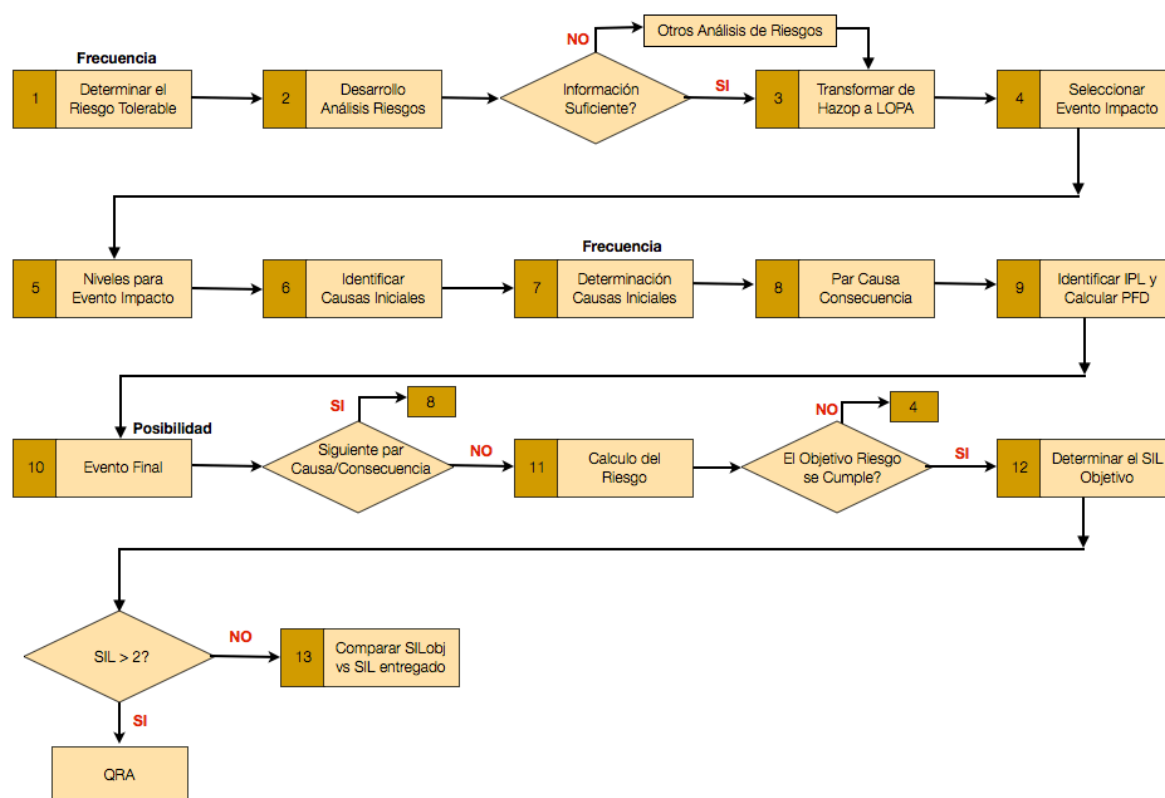 NO
Otros Análisis de Riesgos
Frecuencia
1
Determinar el
Riesgo Tolerable
2
Desarrollo
Análisis Riesgos
Información
Suficiente?
SI
3
Transformar de
Hazop a LOPA
4
Seleccionar
Evento Impacto
5
Niveles para
Evento Impacto
6
Identificar
Causas Iniciales
Frecuencia
7
Determinación
Causas Iniciales
8
Par Causa
Consecuencia
9
Identificar IPL y
Calcular PFD
Posibilidad
10
Evento Final
SI
8
Siguiente par
Causa/Consecuencia
NO
11
Calculo del
Riesgo
NO
4
El Objetivo Riesgo
se Cumple?
SI
12
Determinar el SIL
Objetivo
SIL > 2?
NO
13
Comparar SILobj
vs SIL entregado
SI
QRA